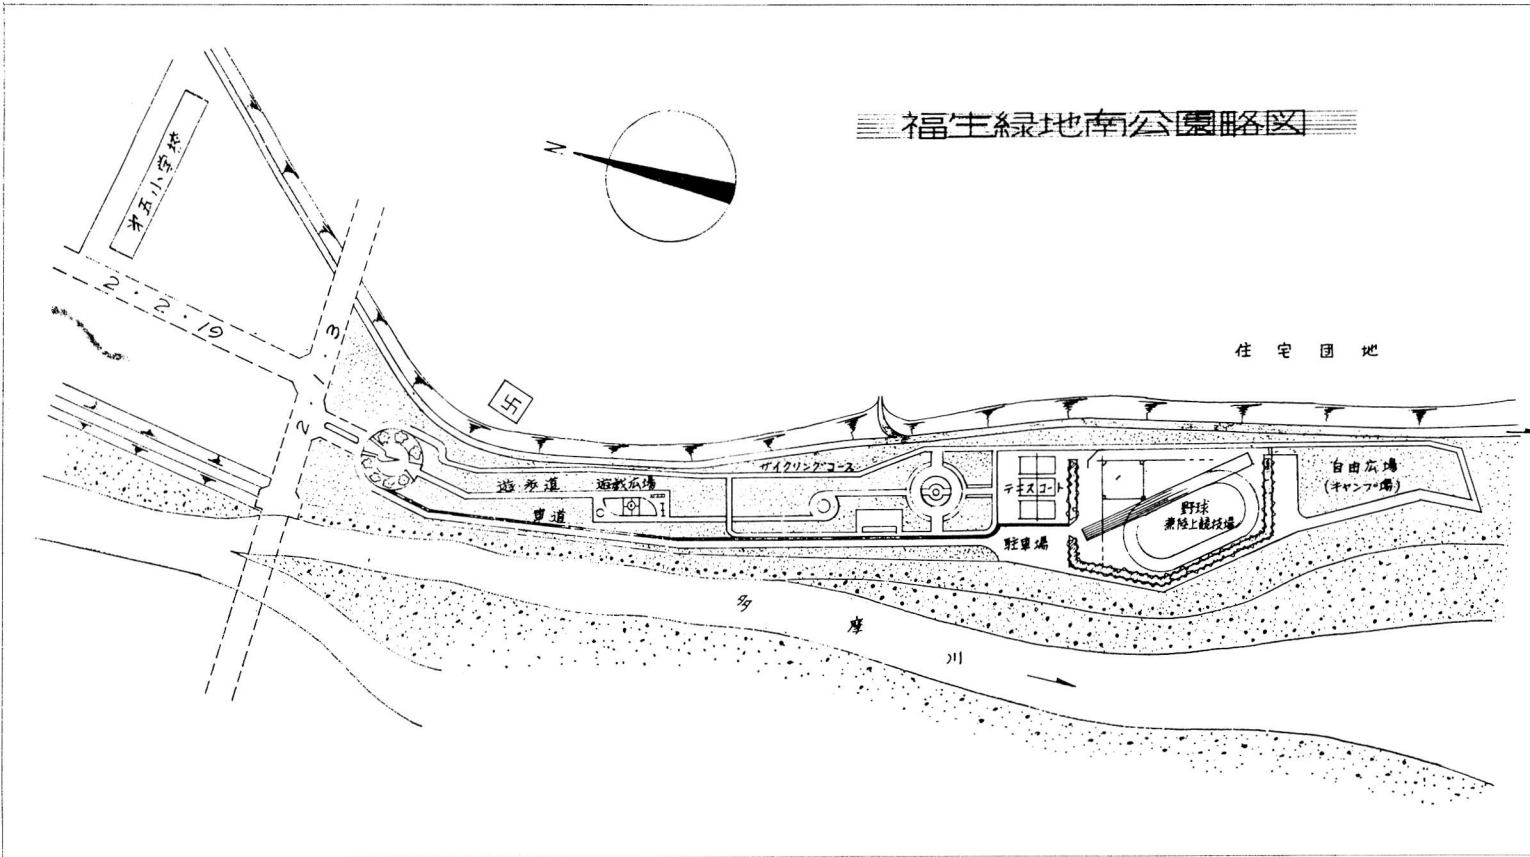 福生緑地南公園略図
N
第五小学校
2・2・19
2・1・3
卍
住宅団地
サイクリングコース
遊歩道
遊戯広場
車道
テニスコート
駐車場
野球
兼陸上競技場
自由広場
(キャンプ場)
多摩川